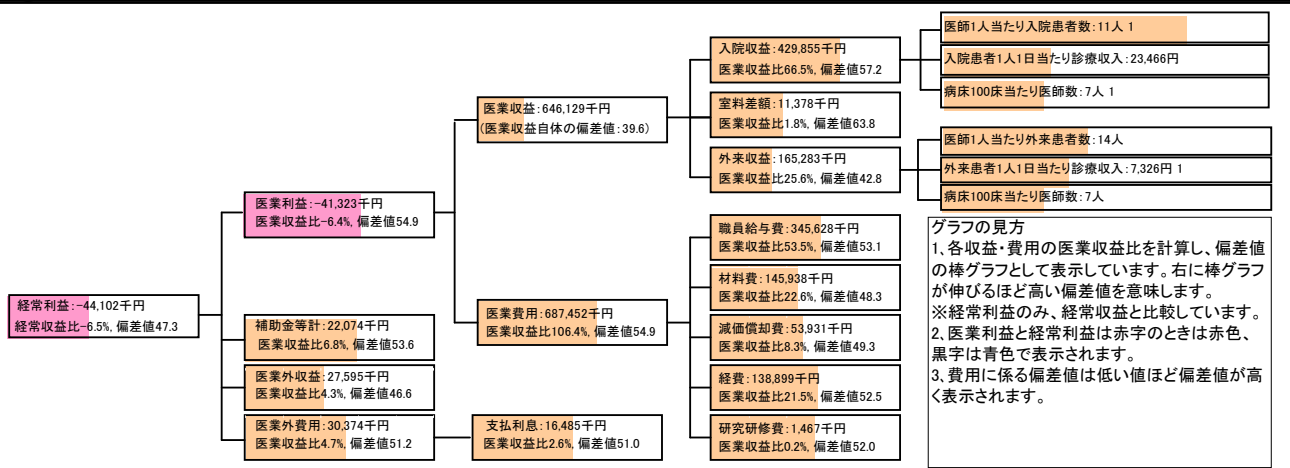 経常利益:-44,102千円
経常収益比-6.5%, 偏差値47.3
医業利益:-41,323千円
医業収益比-6.4%, 偏差値54.9
補助金等計:22,074千円
医業収益比6.8%, 偏差値53.6
医業外収益:27,595千円
医業収益比4.3%, 偏差値46.6
医業外費用:30,374千円
医業収益比4.7%, 偏差値51.2
支払利息:16,485千円
医業収益比2.6%, 偏差値51.0
医業収益:646,129千円
(医業収益自体の偏差値:39.6)
医業費用:687,452千円
医業収益比106.4%, 偏差値54.9
入院収益:429,855千円
医業収益比66.5%, 偏差値57.2
室料差額:11,378千円
医業収益比1.8%, 偏差値63.8
外来収益:165,283千円
医業収益比25.6%, 偏差値42.8
職員給与費:345,628千円
医業収益比53.5%, 偏差値53.1
材料費:145,938千円
医業収益比22.6%, 偏差値48.3
減価償却費:53,931千円
医業収益比8.3%, 偏差値49.3
経費:138,899千円
医業収益比21.5%, 偏差値52.5
研究研修費:1,467千円
医業収益比0.2%, 偏差値52.0
医師1人当たり入院患者数:11人 1
入院患者1人1日当たり診療収入:23,466円
病床100床当たり医師数:7人 1
医師1人当たり外来患者数:14人
外来患者1人1日当たり診療収入:7,326円 1
病床100床当たり医師数:7人
グラフの見方
1、各収益・費用の医業収益比を計算し、偏差値
の棒グラフとして表示しています。右に棒グラフ
が伸びるほど高い偏差値を意味します。
※経常利益のみ、経常収益と比較しています。
2、医業利益と経常利益は赤字のときは赤色、
黒字は青色で表示されます。
3、費用に係る偏差値は低い値ほど偏差値が高
く表示されます。